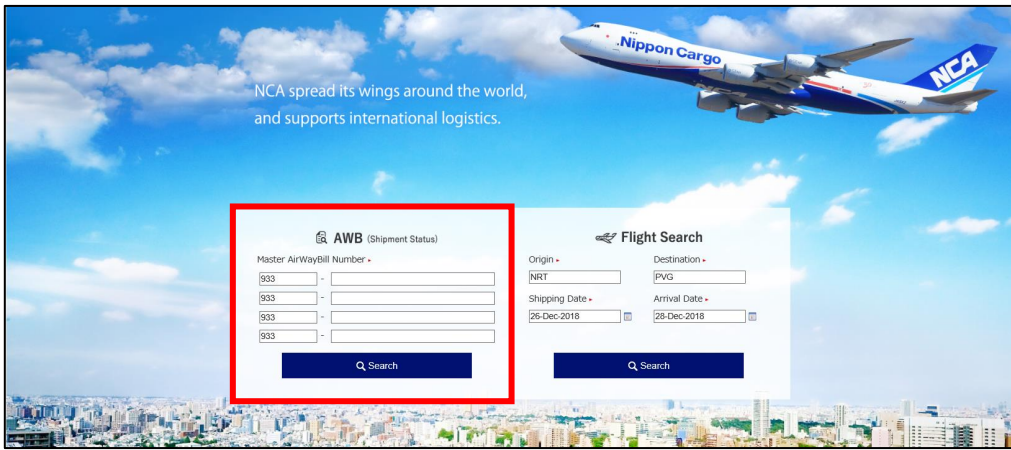 Nippon Cargo
NCA
NCA spread its wings around the world,
and supports international logistics.
AWB (Shipment Status)
Master AirWayBill Number
933 -
933 -
933 -
933 -
Search
Flight Search
Origin Destination
NRT PVG
Shipping Date Arrival Date
26-Dec-2018 28-Dec-2018
Search